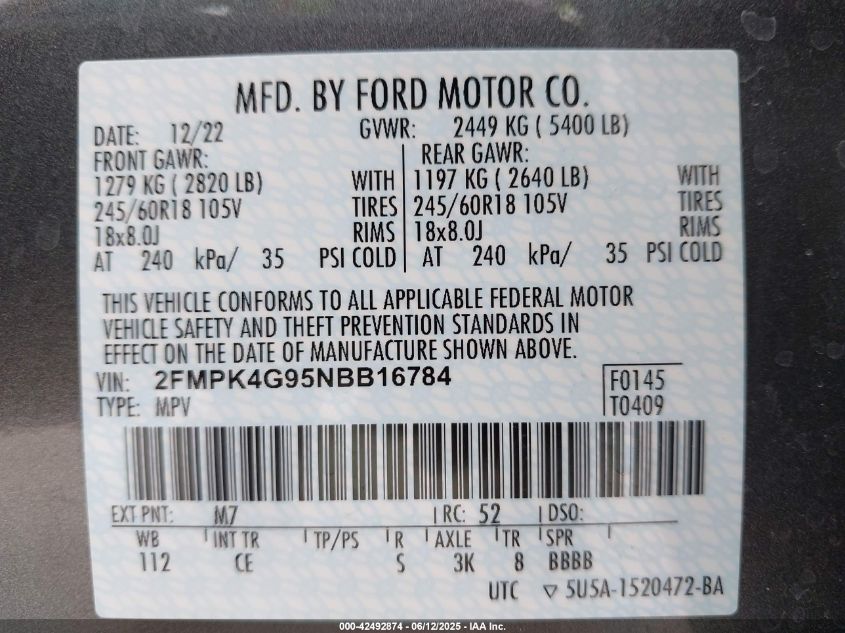 MFD. BY FORD MOTOR CO.
DATE: 12/22 GVWR: 2449 KG ( 5400 LB)
FRONT GAWR: REAR GAWR:
1279 KG ( 2820 LB) WITH 1197 KG ( 2640 LB) WITH
245/60R18 105V TIRES 245/60R18 105V TIRES
18x8.0J RIMS 18x8.0J RIMS
AT 240 kPa/ 35 PSI COLD AT 240 kPa/ 35 PSI COLD
THIS VEHICLE CONFORMS TO ALL APPLICABLE FEDERAL MOTOR
VEHICLE SAFETY AND THEFT PREVENTION STANDARDS IN
EFFECT ON THE DATE OF MANUFACTURE SHOWN ABOVE.
VIN: 2FMPK4G95NBB16784 F0145
TYPE: MPV T0409
EXT PNT: M7 RC: 52 DSO:
WB INT TR TP/PS R AXLE TR SPR
112 CE S 3K 8 BBBB
UTC ▽ 5U5A-1520472-BA
000-42492874 - 06/12/2025 - IAA Inc.